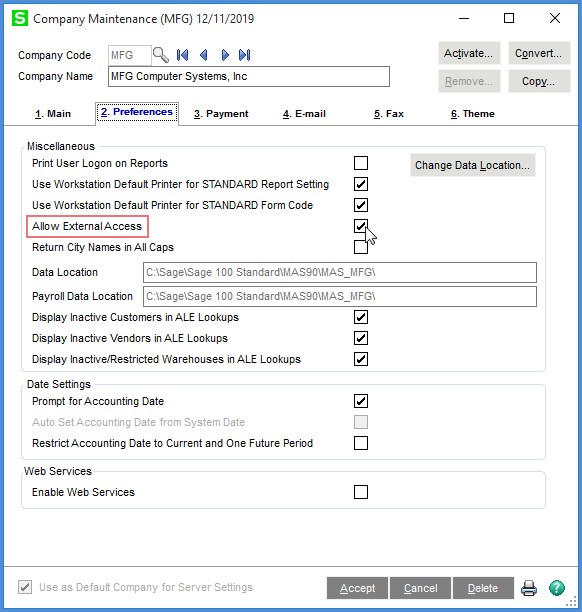 S Company Maintenance (MFG) 12/11/2019
Company Code MFG
Company Name MFG Computer Systems, Inc
Activate... Convert...
Remove... Copy...
1. Main 2. Preferences 3. Payment 4. E-mail 5. Fax 6. Theme
Miscellaneous
Print User Logon on Reports
Change Data Location...
Use Workstation Default Printer for STANDARD Report Setting
Use Workstation Default Printer for STANDARD Form Code
Allow External Access
Return City Names in All Caps
Data Location C:\Sage\Sage 100 Standard\MAS90\MAS_MFG\
Payroll Data Location C:\Sage\Sage 100 Standard\MAS90\MAS_MFG\
Display Inactive Customers in ALE Lookups
Display Inactive Vendors in ALE Lookups
Display Inactive/Restricted Warehouses in ALE Lookups
Date Settings
Prompt for Accounting Date
Auto Set Accounting Date from System Date
Restrict Accounting Date to Current and One Future Period
Web Services
Enable Web Services
Use as Default Company for Server Settings
Accept Cancel Delete ?